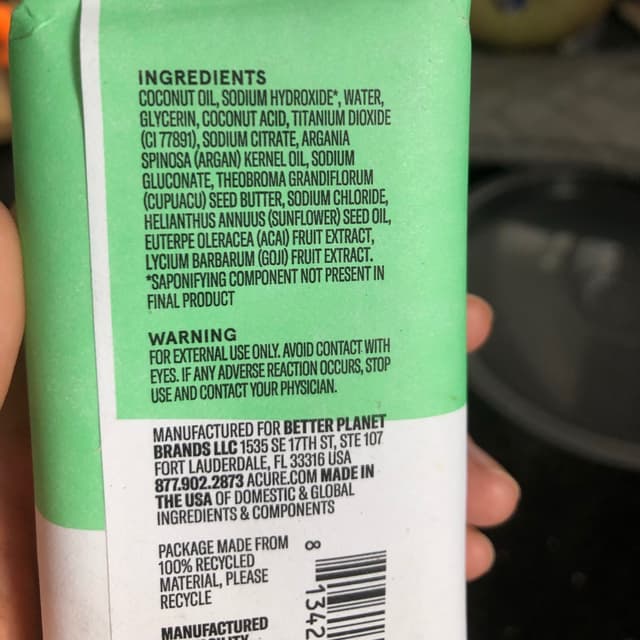 INGREDIENTS
COCONUT OIL, SODIUM HYDROXIDE*, WATER,
GLYCERIN, COCONUT ACID, TITANIUM DIOXIDE
(CI 77891), SODIUM CITRATE, ARGANIA
SPINOSA (ARGAN) KERNEL OIL, SODIUM
GLUCONATE, THEOBROMA GRANDIFLORUM
(CUPUACU) SEED BUTTER, SODIUM CHLORIDE,
HELIANTHUS ANNUUS (SUNFLOWER) SEED OIL,
EUTERPE OLERACEA (ACAI) FRUIT EXTRACT,
LYCIUM BARBARUM (GOJI) FRUIT EXTRACT.
*SAPONIFYING COMPONENT NOT PRESENT IN
FINAL PRODUCT
WARNING
FOR EXTERNAL USE ONLY. AVOID CONTACT WITH
EYES. IF ANY ADVERSE REACTION OCCURS, STOP
USE AND CONTACT YOUR PHYSICIAN.
MANUFACTURED FOR BETTER PLANET
BRANDS LLC 1535 SE 17TH ST, STE 107
FORT LAUDERDALE, FL 33316 USA
877.902.2873 ACURE.COM MADE IN
THE USA OF DOMESTIC & GLOBAL
INGREDIENTS & COMPONENTS
PACKAGE MADE FROM
100% RECYCLED
MATERIAL, PLEASE
RECYCLE
MANUFACTURED
8 1342